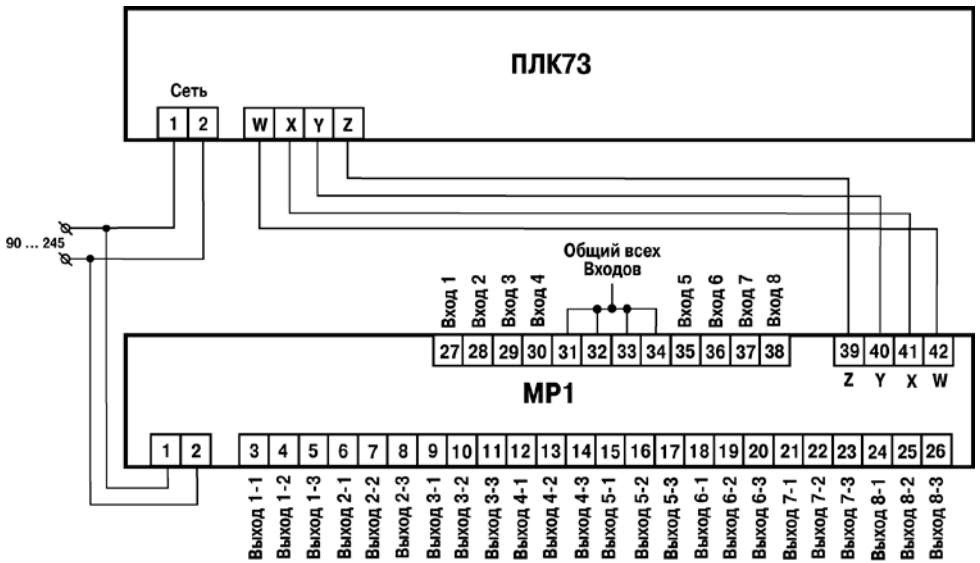 ПЛК73
Сеть
1 2 W X Y Z
90 ... 245
Общий всех
Входов
Вход 1
Вход 2
Вход 3
Вход 4
Вход 5
Вход 6
Вход 7
Вход 8
27 28 29 30 31 32 33 34 35 36 37 38 39 40 41 42
Z Y X W
МР1
1 2 3 4 5 6 7 8 9 10 11 12 13 14 15 16 17 18 19 20 21 22 23 24 25 26
Выход 1-1
Выход 1-2
Выход 1-3
Выход 2-1
Выход 2-2
Выход 2-3
Выход 3-1
Выход 3-2
Выход 3-3
Выход 4-1
Выход 4-2
Выход 4-3
Выход 5-1
Выход 5-2
Выход 5-3
Выход 6-1
Выход 6-2
Выход 6-3
Выход 7-1
Выход 7-2
Выход 7-3
Выход 8-1
Выход 8-2
Выход 8-3